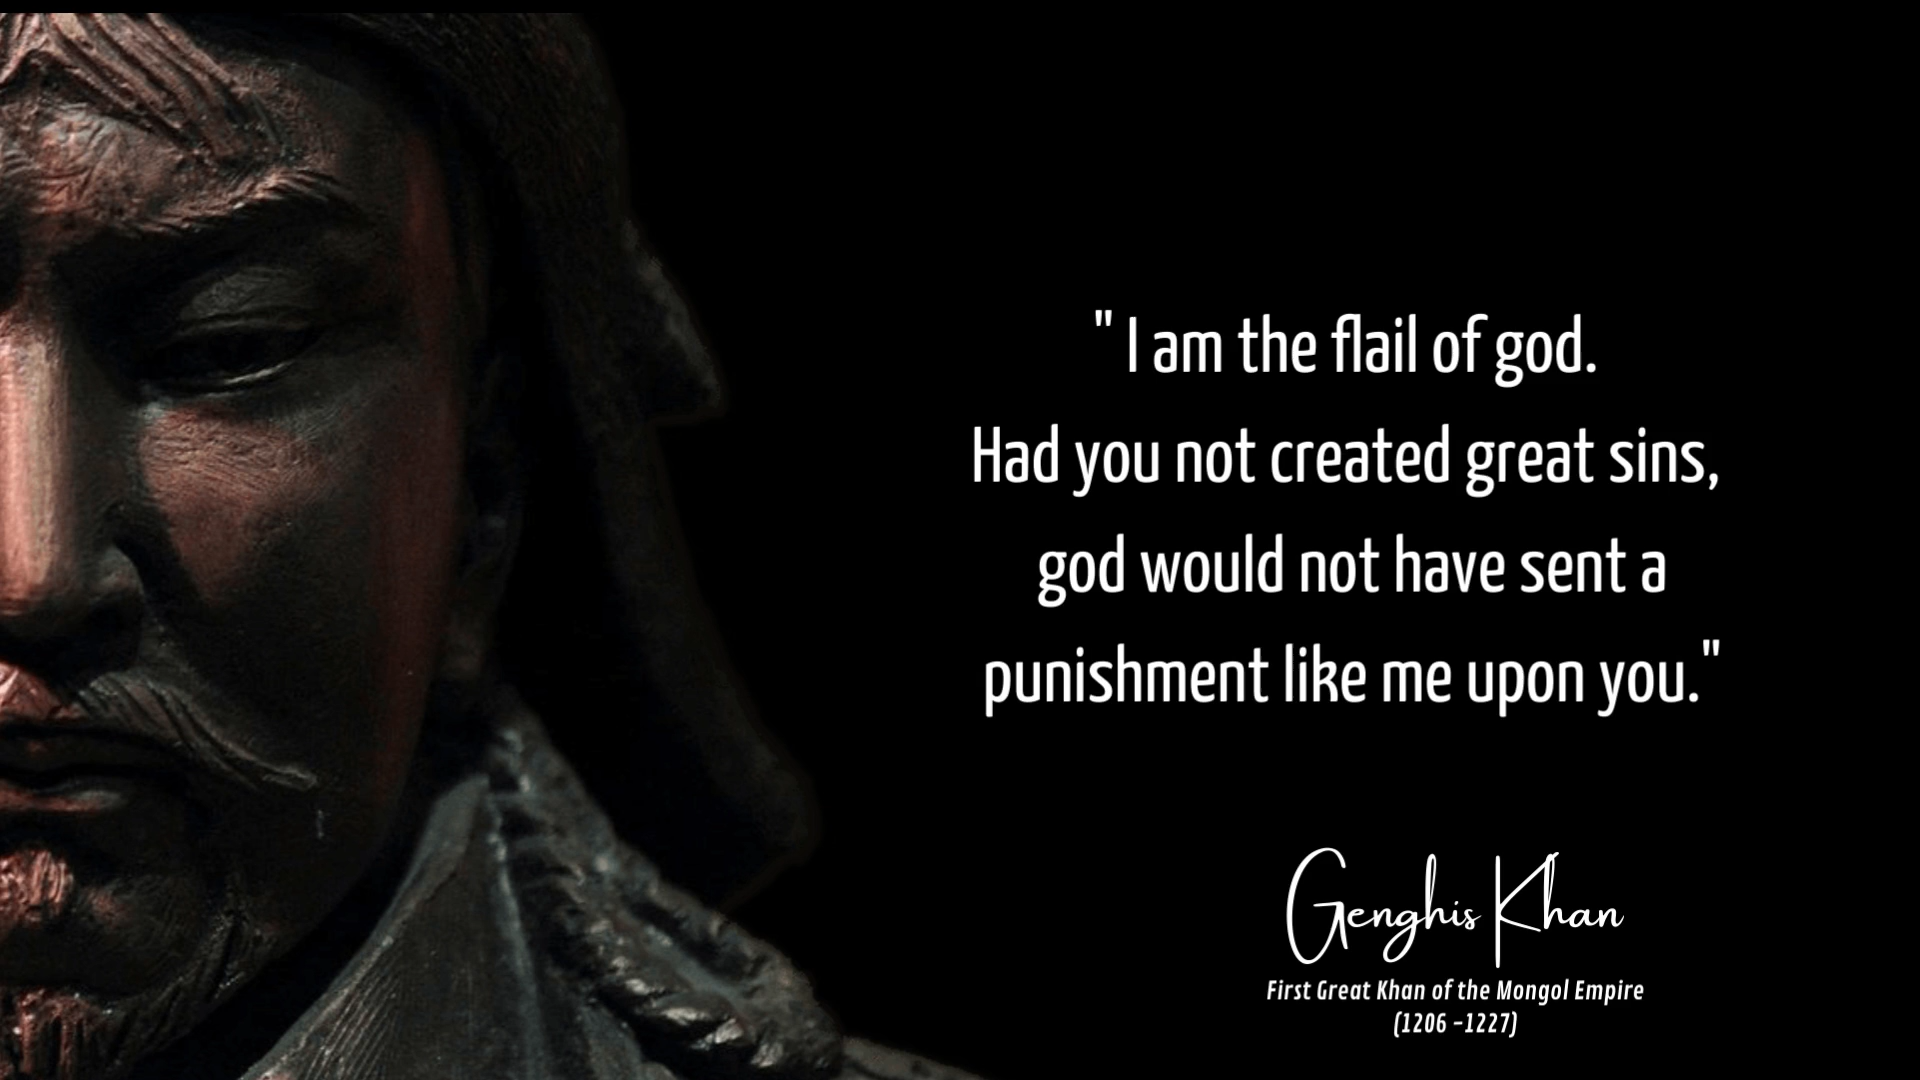 " I am the flail of god.
Had you not created great sins,
god would not have sent a
punishment like me upon you."
Genghis Khan
First Great Khan of the Mongol Empire
(1206 -1227)